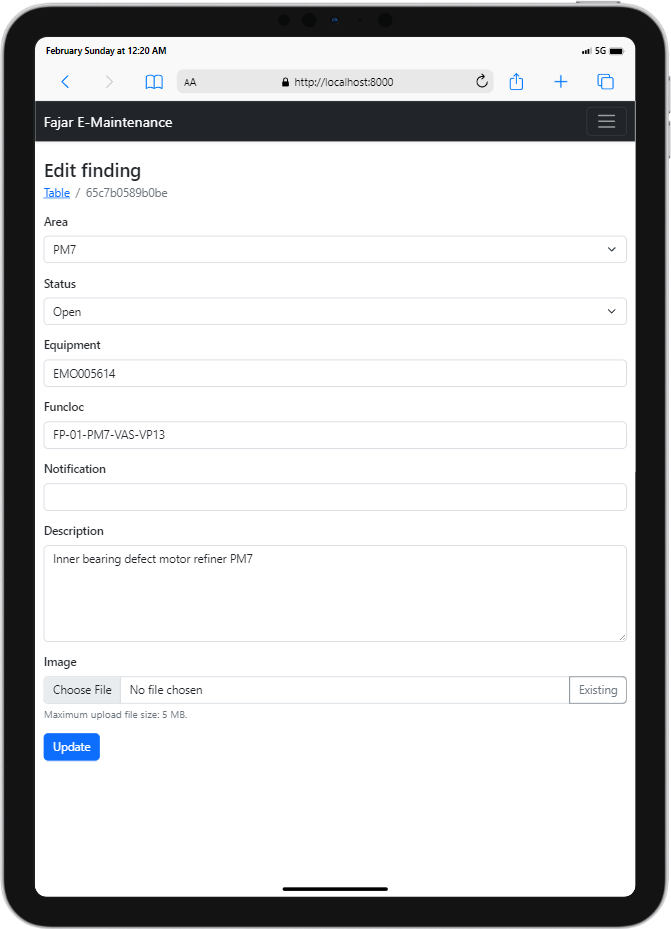 February Sunday at 12:20 AM 5G
AA http://localhost:8000
Fajar E-Maintenance
Edit finding
Table / 65c7b0589b0be
Area
PM7
Status
Open
Equipment
EMO005614
Funcloc
FP-01-PM7-VAS-VP13
Notification
Description
Inner bearing defect motor refiner PM7
Image
Choose File No file chosen Existing
Maximum upload file size: 5 MB.
Update